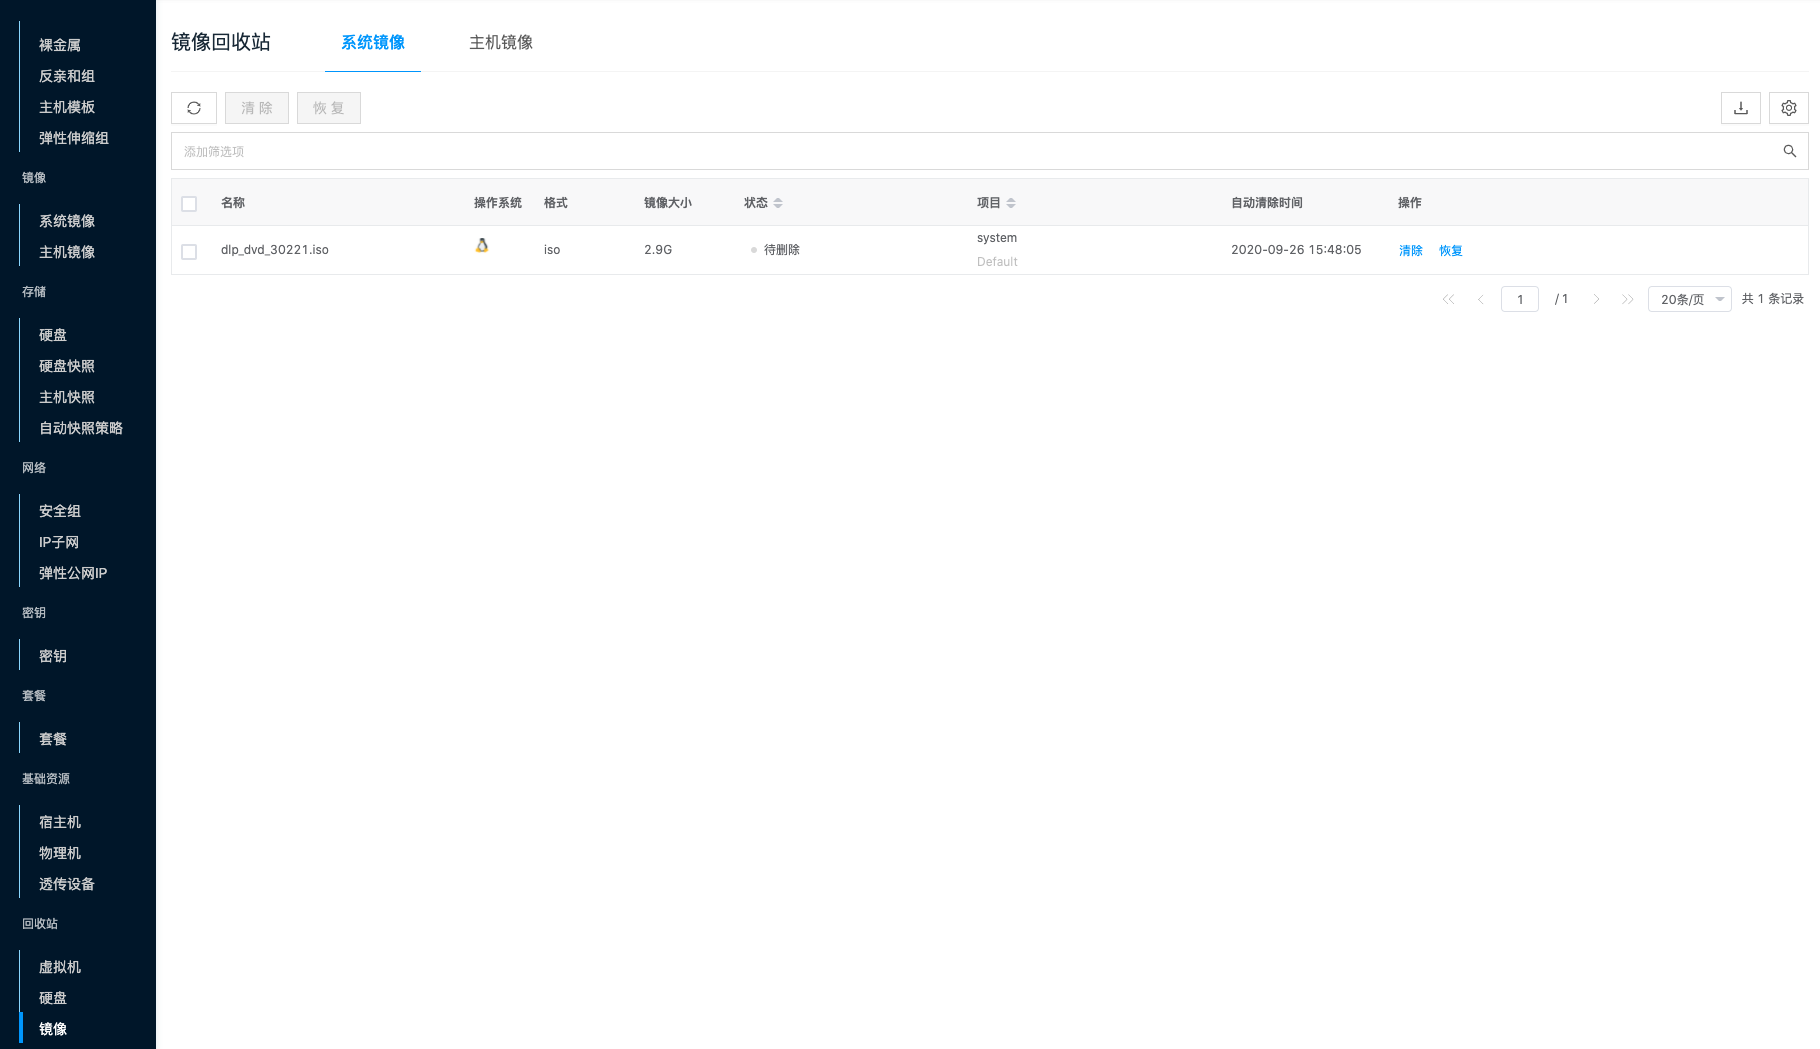 裸金属
反亲和组
主机模板
弹性伸缩组
镜像
系统镜像
主机镜像
存储
硬盘
硬盘快照
主机快照
自动快照策略
网络
安全组
IP子网
弹性公网IP
密钥
密钥
套餐
套餐
基础资源
宿主机
物理机
透传设备
回收站
虚拟机
硬盘
镜像
镜像回收站 系统镜像 主机镜像
清 除 恢 复
添加筛选项
名称 操作系统 格式 镜像大小 状态 项目 自动清除时间 操作
dlp_dvd_30221.iso iso 2.9G 待删除 system 2020-09-26 15:48:05 清除 恢复
Default
1 / 1 20条/页 共 1 条记录